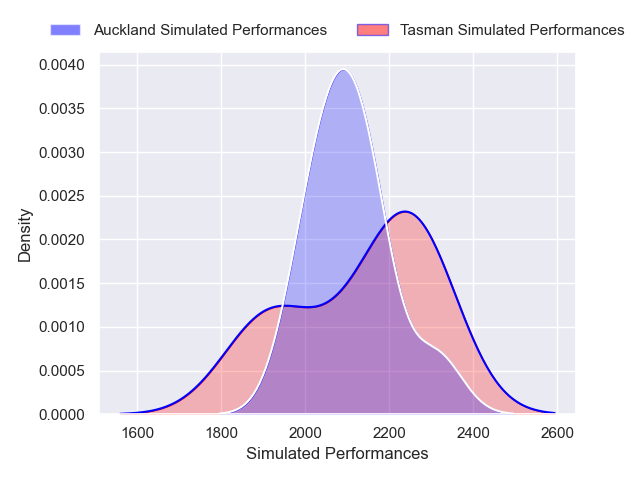 Auckland Simulated Performances Tasman Simulated Performances
0.0040
0.0035
0.0030
0.0025
0.0020
0.0015
0.0010
0.0005
0.0000
Density
1600 1800 2000 2200 2400 2600
Simulated Performances